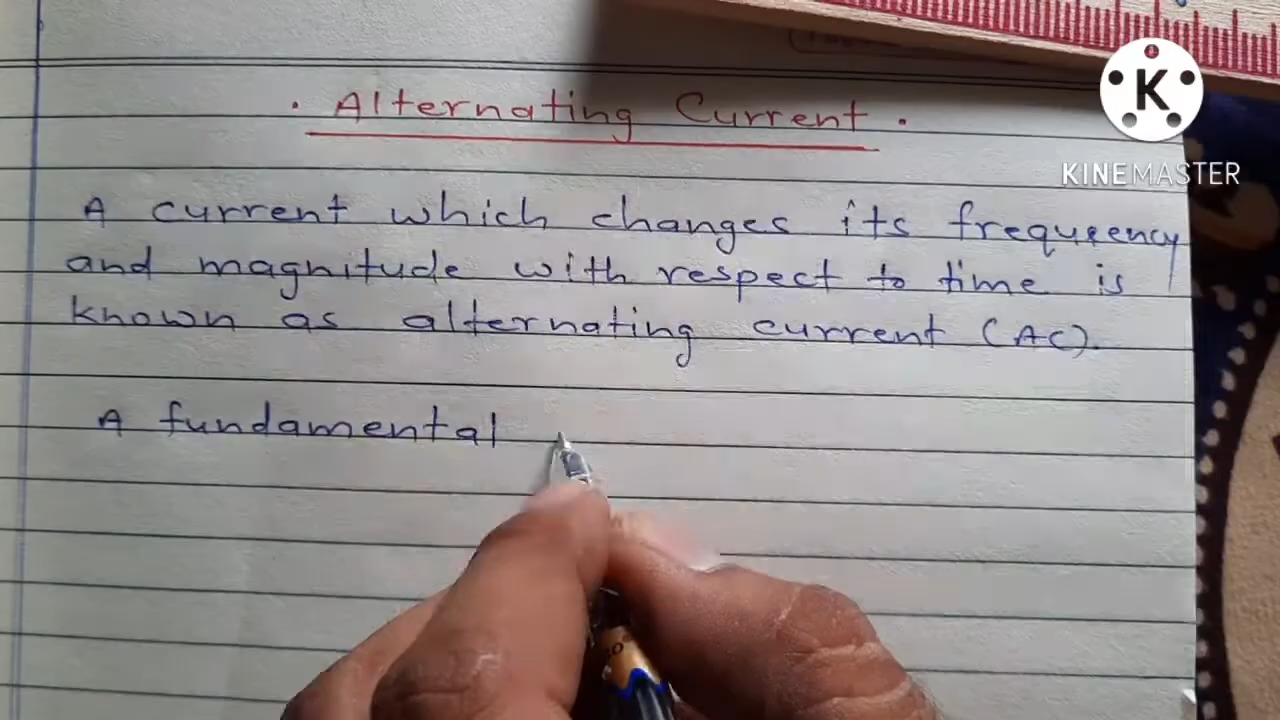 . Alternating Current .
K
KINEMASTER
A current which changes its frequeency
and magnitude with respect to time is
known as alternating current (AC).
A fundamental